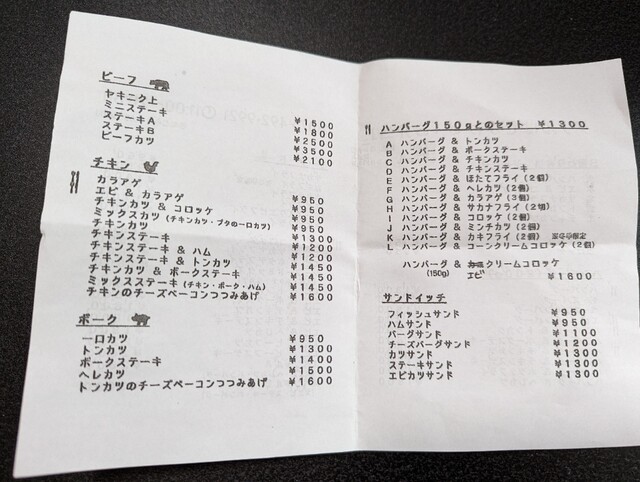 ビーフ
ヤキニク上 ¥1500
ミニステーキ ¥1800
ステーキA ¥2500
ステーキB ¥3500
ビーフカツ ¥2100
チキン
カラアゲ ¥950
エビ & カラアゲ ¥950
チキンカツ & コロッケ ¥950
ミックスカツ (チキンカツ・ブタの一口カツ) ¥950
チキンカツ ¥1300
チキンステーキ ¥1200
チキンステーキ & ハム ¥1200
チキンステーキ & トンカツ ¥1450
チキンカツ & ポークステーキ ¥1450
ミックスステーキ (チキン・ポーク・ハム) ¥1450
チキンのチーズベーコンつつみあげ ¥1600
ポーク
一口カツ ¥950
トンカツ ¥1300
ポークステーキ ¥1400
ヘレカツ ¥1500
トンカツのチーズベーコンつつみあげ ¥1600
ハンバーグ150gとのセット ¥1300
A ハンバーグ & トンカツ
B ハンバーグ & ポークステーキ
C ハンバーグ & チキンカツ
D ハンバーグ & チキンステーキ
E ハンバーグ & ほたてフライ (2個)
F ハンバーグ & ヘレカツ (2個)
G ハンバーグ & カラアゲ (3個)
H ハンバーグ & サカナフライ (2切)
I ハンバーグ & コロッケ (2個)
J ハンバーグ & ミンチカツ (2個)
K ハンバーグ & カキフライ (2個)
L ハンバーグ & コーンクリームコロッケ (2個)
ハンバーグ & クリームコロッケ
(150g) エビ ¥1600
サンドイッチ
フィッシュサンド ¥950
ハムサンド ¥950
バーグサンド ¥1100
チーズバーグサンド ¥1200
カツサンド ¥1300
ステーキサンド ¥1300
エビカツサンド ¥1300